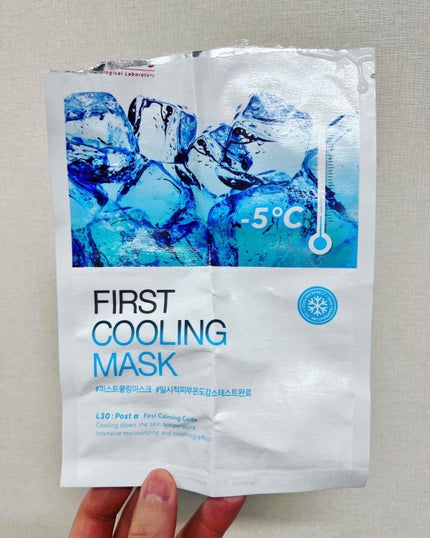 ological Laboratory
-5°C
FIRST
COOLING
MASK
#퍼스트쿨링마스크 #일시적피부온도감소테스트완료
L30 : Post α First Calming Code
Cooling down the skin temperature
Intensive moisturizing and soothing effect